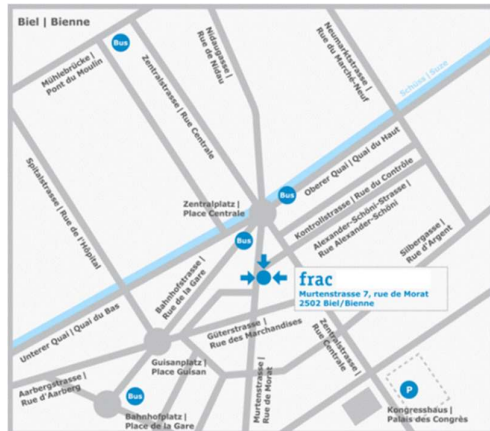 Biel | Bienne
Bus
Mühlebrücke |
Pont du Moulin
Zentralstrasse | Rue Centrale
Nidaugasse |
Rue de Nidau
Neumarktstrasse |
Rue du Marché-Neuf
Schüss | Suze
Spitalstrasse | Rue de l'Hôpital
Oberer Quai | Quai du Haut
Bus
Kontrollstrasse | Rue du Contrôle
Alexander-Schöni-Strasse |
Rue Alexander-Schöni
Silbergasse |
Rue d'Argent
Zentralplatz |
Place Centrale
Bus
Bahnhofstrasse |
Rue de la Gare
frac
Murtenstrasse 7, rue de Morat
2502 Biel/Bienne
Unterer Quai | Quai du Bas
Güterstrasse |
Rue des Marchandises
Zentralstrasse |
Rue Centrale
Guisanplatz |
Place Guisan
Murtenstrasse |
Rue de Morat
Aarbergstrasse |
Rue d'Aarberg
Bus
Bahnhofplatz |
Place de la Gare
P
Kongresshaus |
Palais des Congrès